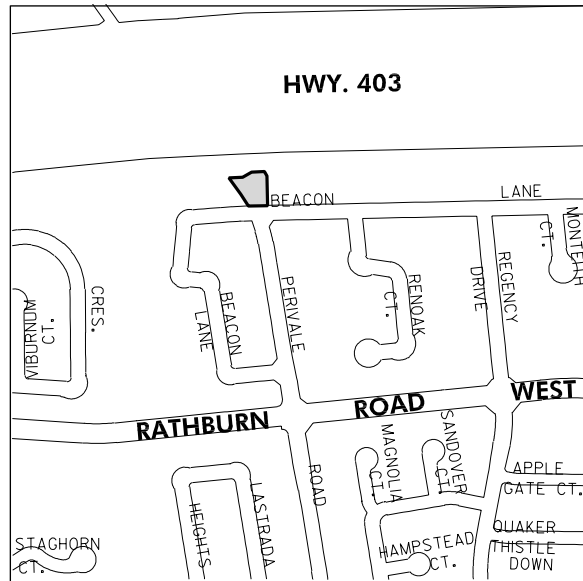 HWY. 403
BEACON LANE
MONTEITH
CT.
CRES.
VIBURNUM
CT.
BEACON
LANE
PERIVALE
RENOAK
CT.
DRIVE
REGENCY
RATHBURN ROAD WEST
MAGNOLIA
CT.
SANDOVER
CT.
APPLE
GATE CT.
HEIGHTS
LASTRADA
ROAD
QUAKER
THISTLE
DOWN
HAMPSTEAD
CT.
STAGHORN
CT.